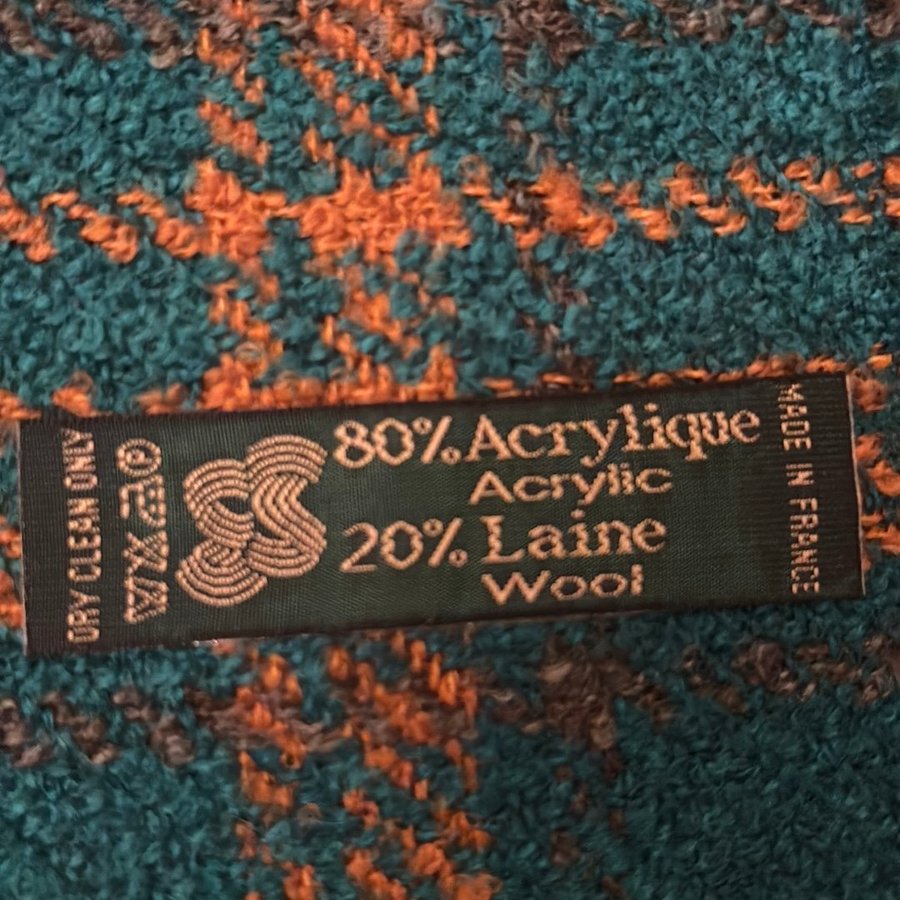 DRY CLEAN ONLY
80% Acrylique
Acrylic
20% Laine
Wool
MADE IN FRANCE